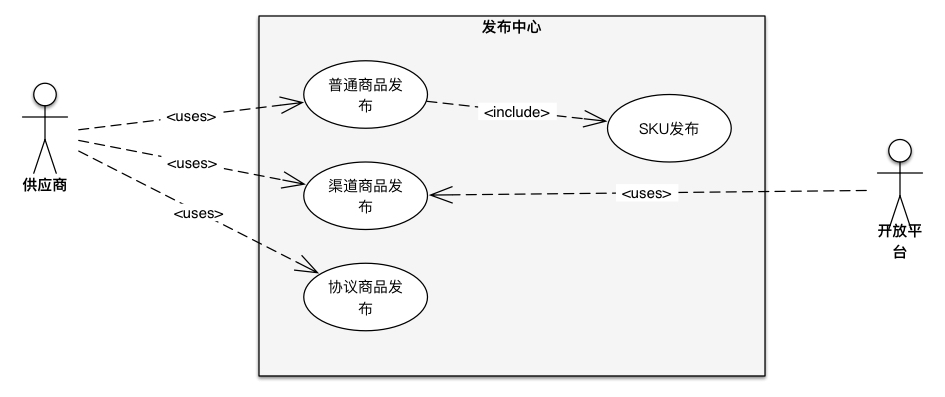 发布中心
普通商品发
布
<uses>
<include>
SKU发布
供应商
<uses>
渠道商品发
布
<uses>
开放平
台
<uses>
协议商品发
布